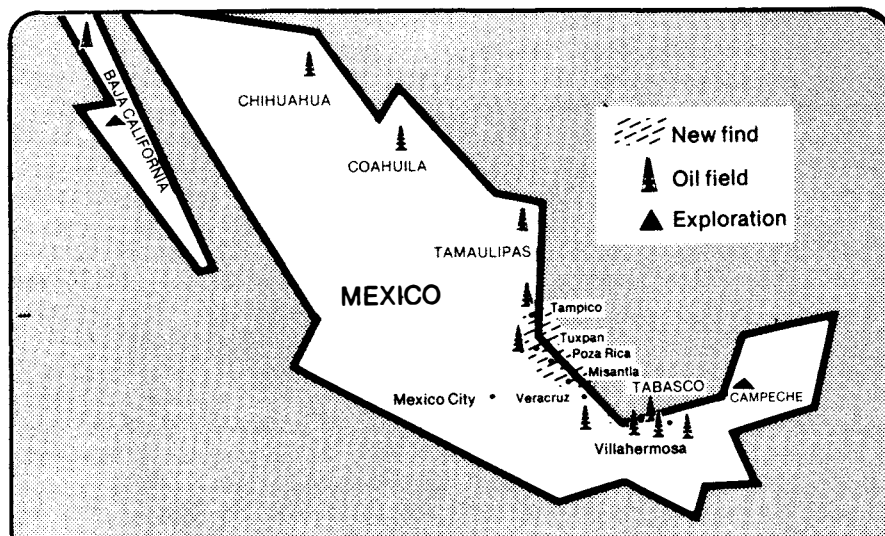 BAJA CALIFORNIA
CHIHUAHUA
COAHUILA
New find
Oil field
Exploration
TAMAULIPAS
MEXICO
Tampico
Tuxpan
Poza Rica
Misantla
TABASCO
Mexico City
Veracruz
CAMPECHE
Villahermosa